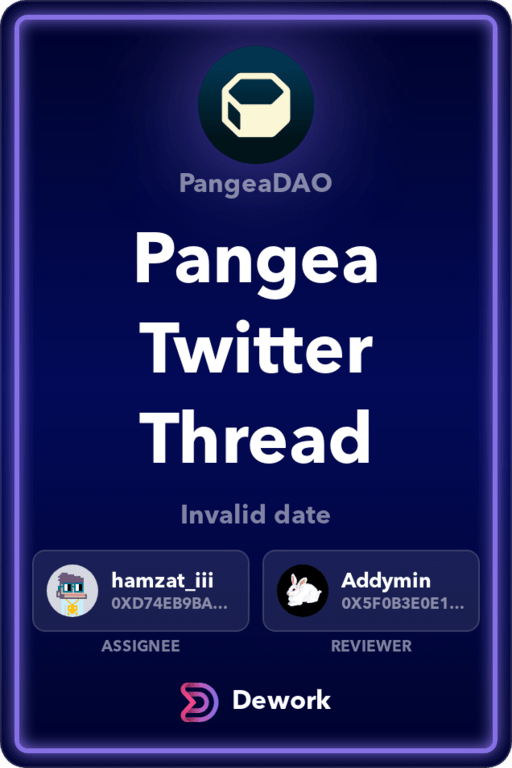 PangeaDAO
Pangea
Twitter
Thread
Invalid date
hamzat_iii
0XD74EB9BA...
ASSIGNEE
Addymin
0X5F0B3E0E1...
REVIEWER
Dework